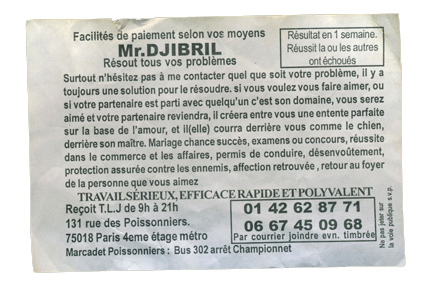 Facilités de paiement selon vos moyens
Mr.DJIBRIL
Résout tous vos problèmes
Résultat en 1 semaine.
Réussit la ou les autres
ont échoués
Surtout n'hésitez pas à me contacter quel que soit votre problème, il y a
toujours une solution pour le résoudre. si vous voulez vous faire aimer, ou
si votre partenaire est parti avec quelqu'un c'est son domaine, vous serez
aimé et votre partenaire reviendra, il créera entre vous une entente parfaite
sur la base de l'amour, et il(elle) courra derrière vous comme le chien,
derrière son maître. Mariage chance succès, examens ou concours, réussite
dans le commerce et les affaires, permis de conduire, désenvoûtement,
protection assurée contre les ennemis, affection retrouvée , retour au foyer
de la personne que vous aimez
TRAVAIL SÉRIEUX, EFFICACE RAPIDE ET POLYVALENT
Reçoit T.L.J de 9h à 21h
131 rue des Poissonniers.
75018 Paris 4eme étage métro
Marcadet Poissonniers : Bus 302 arrêt Championnet
01 42 62 87 71
06 67 45 09 68
Par courrier joindre env. timbrée
Ne pas jeter sur
la voie publique s.v.p.